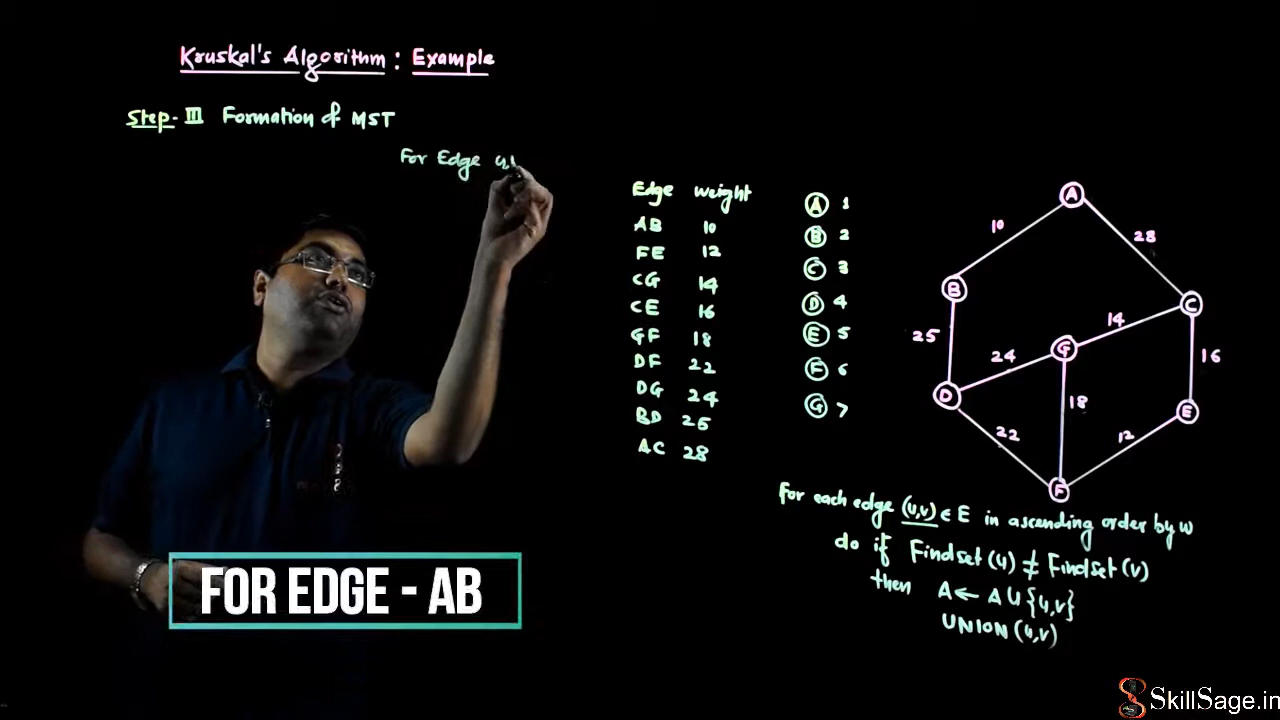 Kruskal's Algorithm : Example
Step-III Formation of MST
For Edge u,
Edge weight
AB 10
FE 12
CG 14
CE 16
GF 18
DF 22
DG 24
BD 25
AC 28
A 1
B 2
C 3
D 4
E 5
F 6
G 7
A
10
28
B
C
14
25
G
24
16
D
18
E
22
12
F
For each edge (u,v) ∈ E in ascending order by w
do if Findset (u) ≠ Findset (v)
then A ← A U {u,v}
UNION (u,v)
FOR EDGE - AB
SkillSage.in